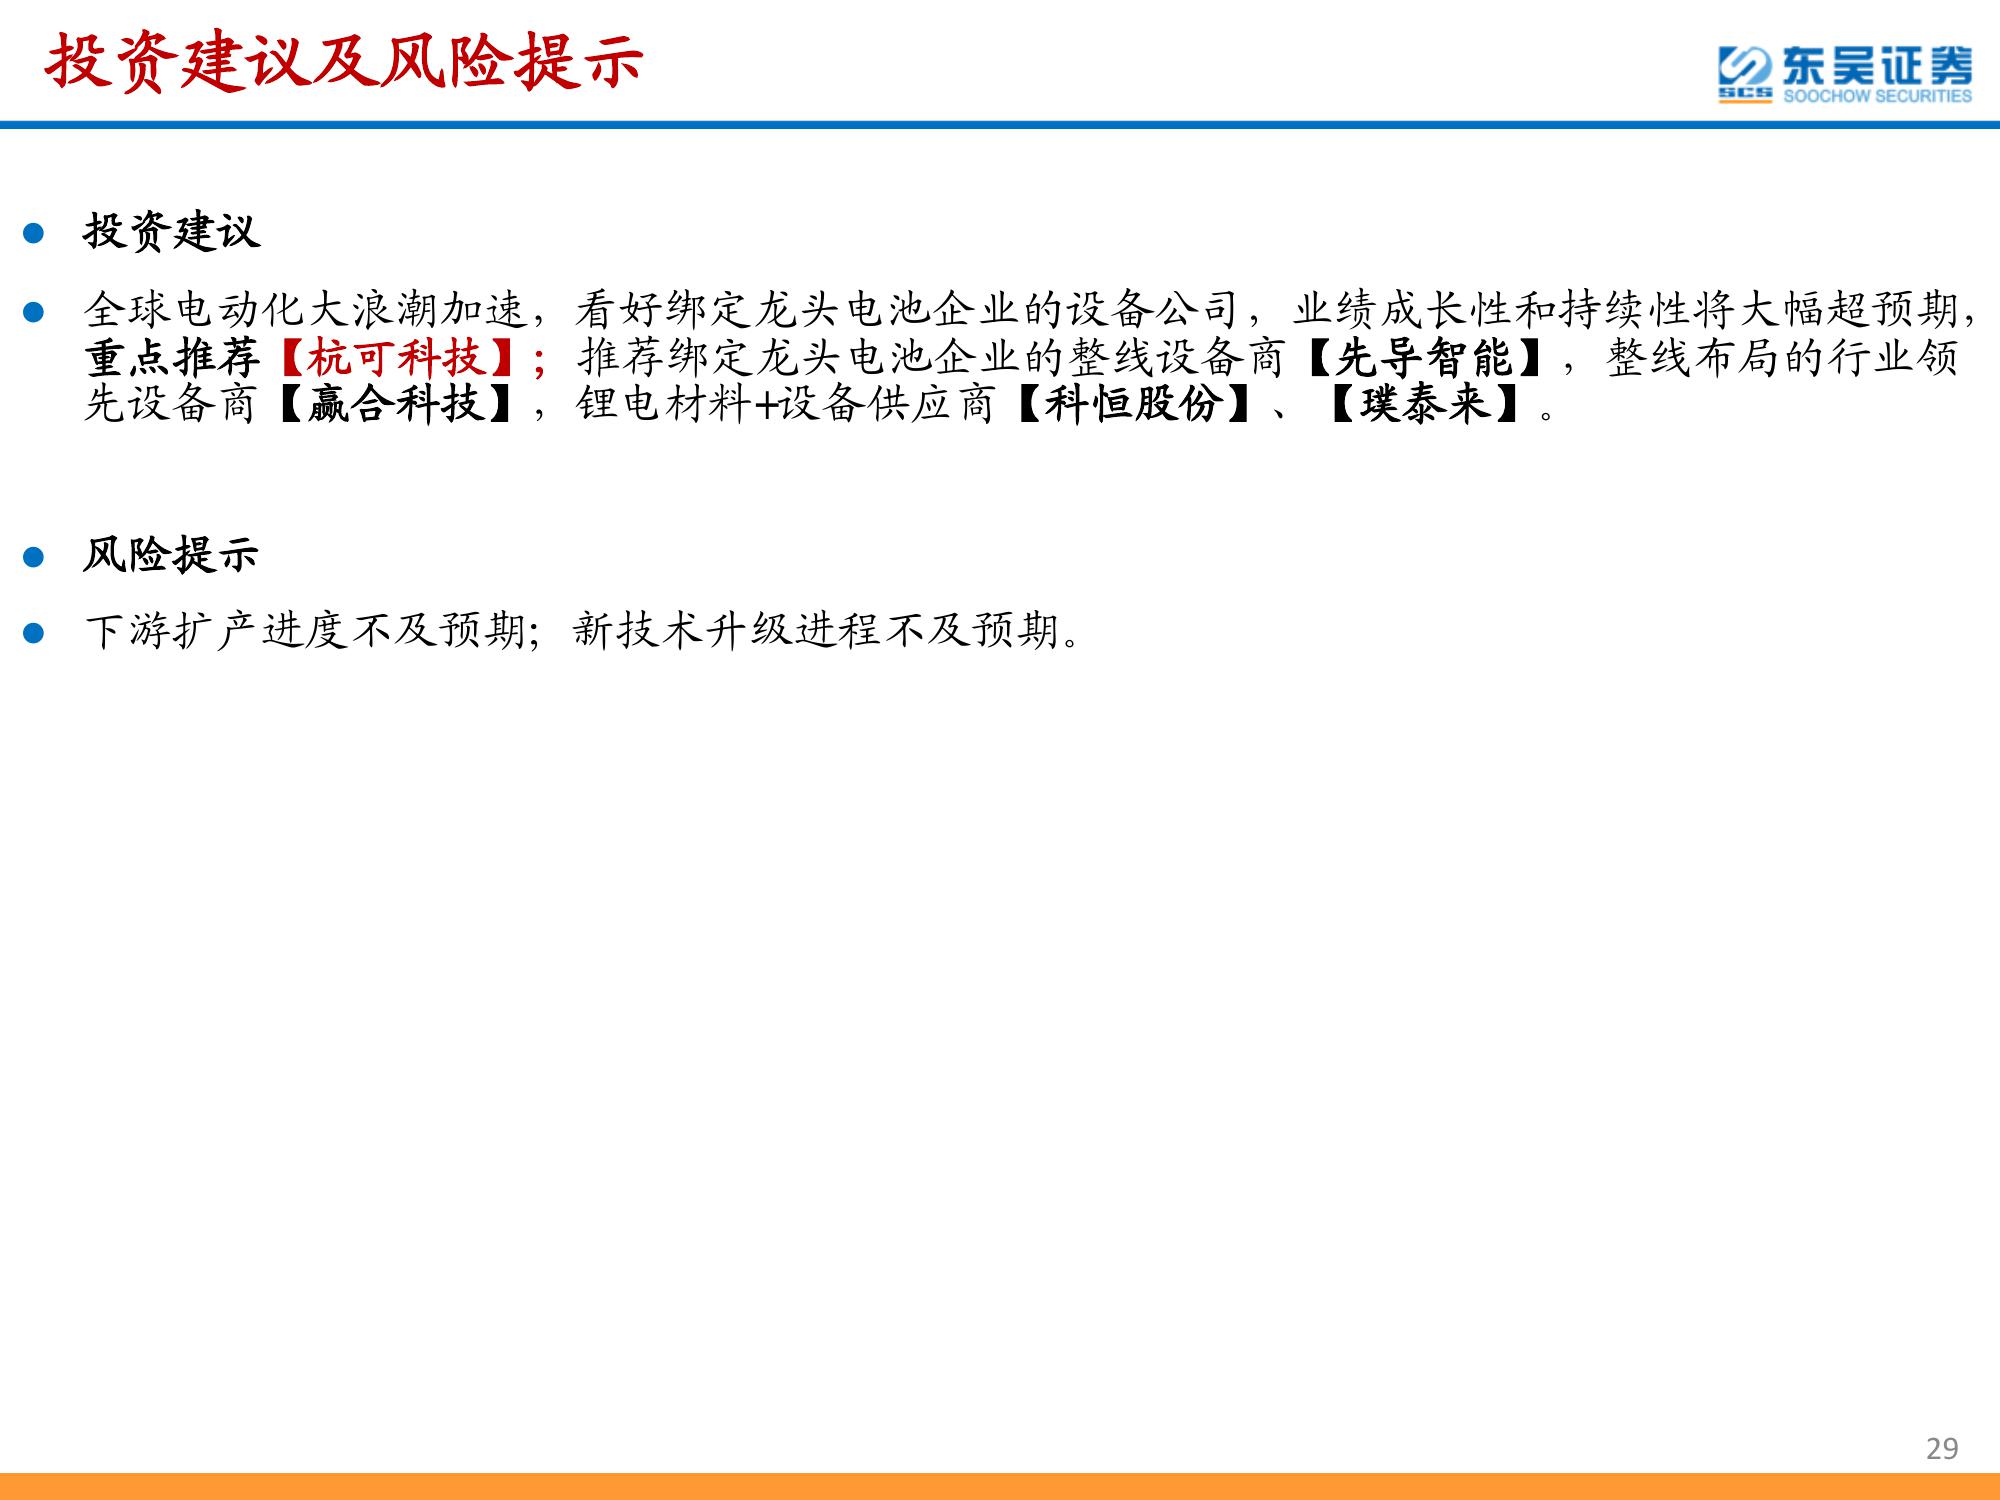 投资建议及风险提示
东吴证券
SCS
SOOCHOW SECURITIES
投资建议
全球电动化大浪潮加速，看好绑定龙头电池企业的设备公司，业绩成长性和持续性将大幅超预期，
重点推荐【杭可科技】；推荐绑定龙头电池企业的整线设备商【先导智能】，整线布局的行业领
先设备商【赢合科技】，锂电材料+设备供应商【科恒股份】、【璞泰来】。
风险提示
下游扩产进度不及预期；新技术升级进程不及预期。
29